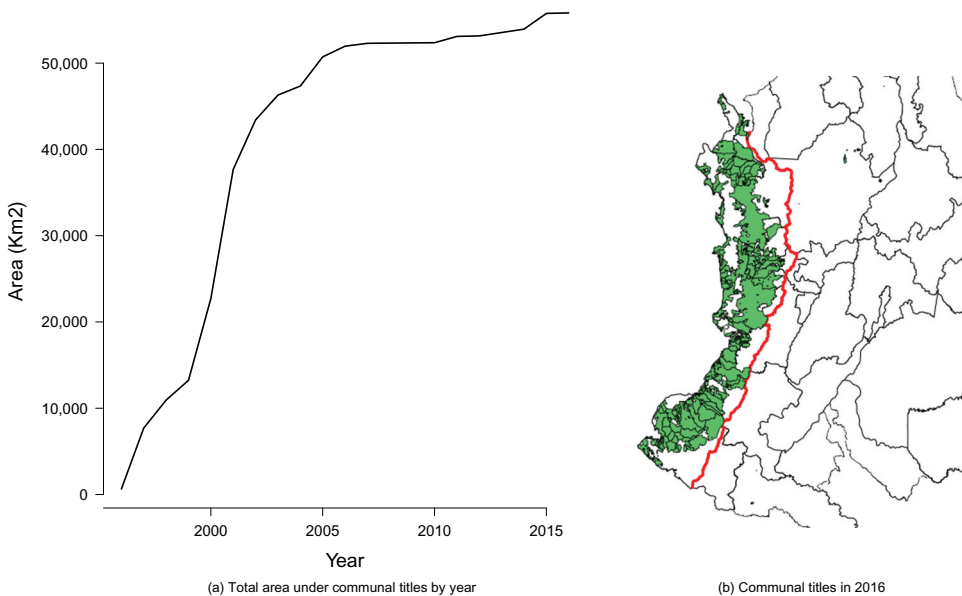 50,000
40,000
30,000
20,000
10,000
0
Area (Km2)
2000 2005 2010 2015
Year
(a) Total area under communal titles by year
(b) Communal titles in 2016